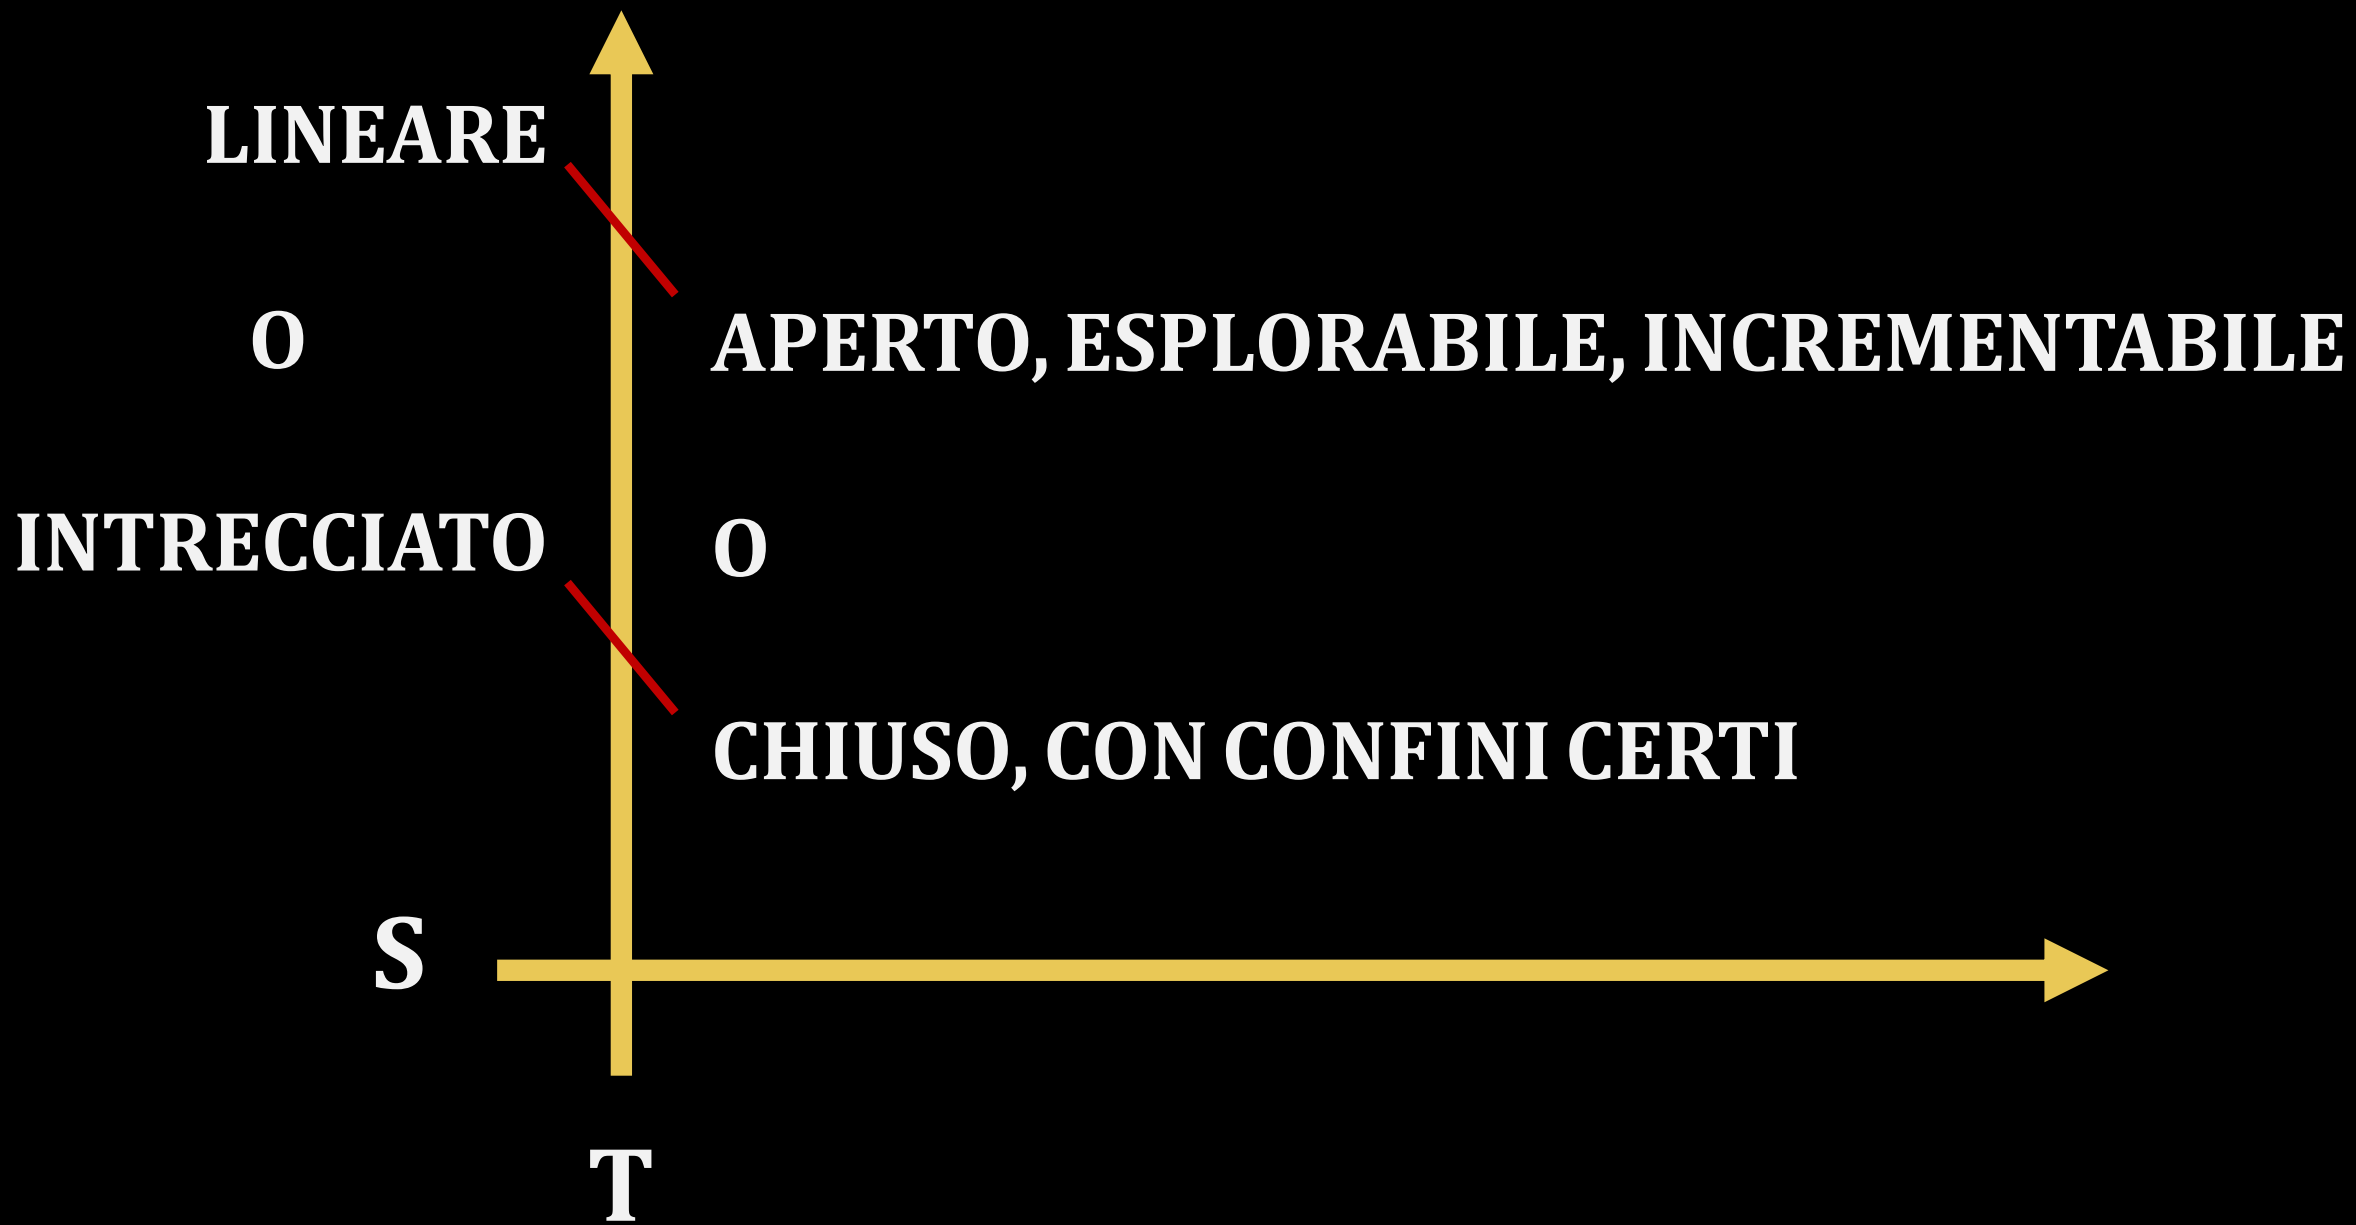 LINEARE
O
INTRECCIATO
APERTO, ESPLORABILE, INCREMENTABILE
O
CHIUSO, CON CONFINI CERTI
S
T